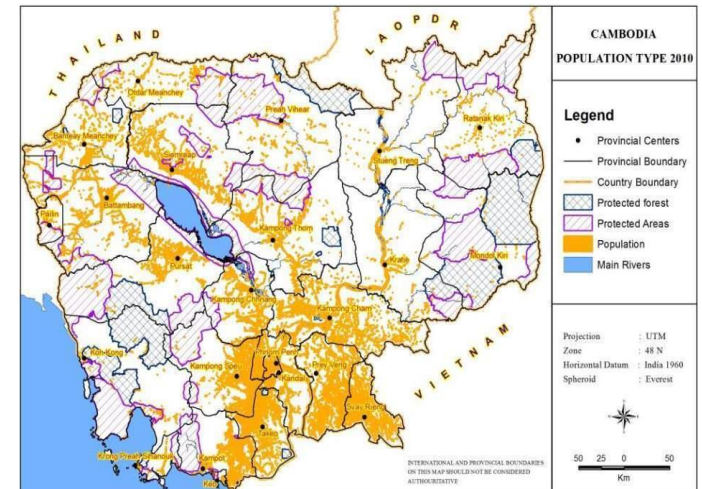 THAILAND
LAOPDR
VIETNAM
Oldar Meanchey
Preah Vihear
Ratanak Kiri
Banteay Meanchey
Stueng Treng
Siemreap
Battambang
Pailin
Kampong Thom
Pursat
Kratie
Mondol Kiri
Kampong Chhnang
Kampong Cham
Koh Kong
Kampong Speu
Phnom Penh
Kandal
Prey Veng
Svay Rieng
Takeo
Krong Preah Sihanouk
Kampot
Kep
INTERNATIONAL AND PROVINCIAL BOUNDARIES
ON THIS MAP SHOULD NOT BE CONSIDERED
AUTHOURITATIVE
CAMBODIA
POPULATION TYPE 2010
Legend
Provincial Centers
Provincial Boundary
Country Boundary
Protected forest
Protected Areas
Population
Main Rivers
Projection : UTM
Zone : 48 N
Horizontal Datum : India 1960
Spheroid : Everest
50 25 0 50
Km